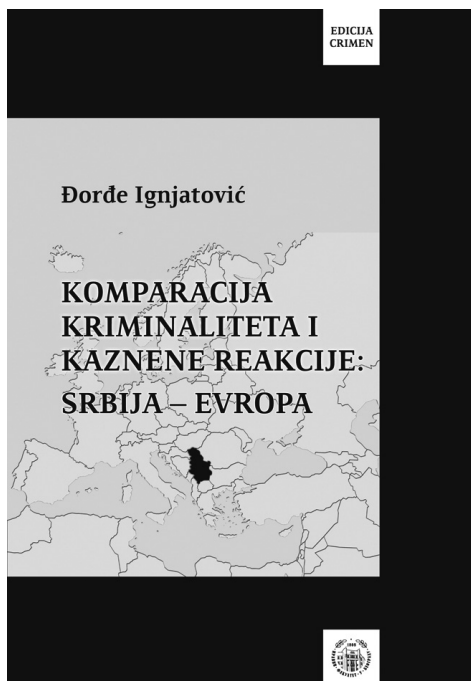 EDICIJA
CRIMEN
Đorđe Ignjatović
KOMPARACIJA
KRIMINALITETA I
KAZNENE REAKCIJE:
SRBIJA – EVROPA